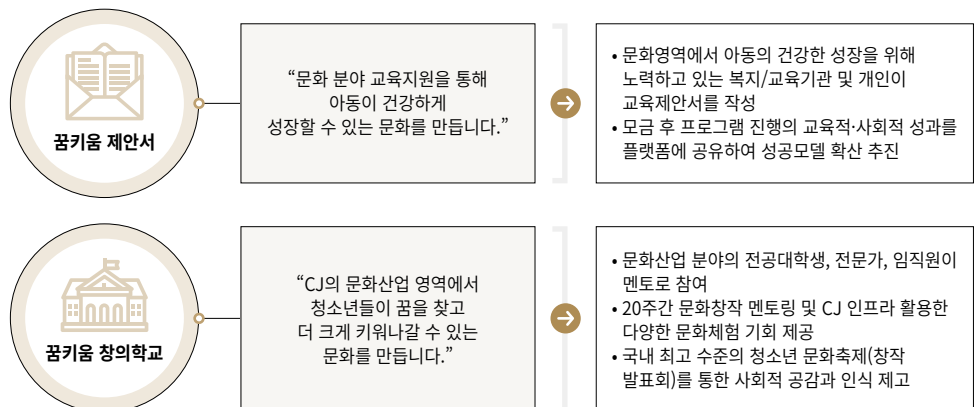 꿈키움 제안서
“문화 분야 교육지원을 통해
아동이 건강하게
성장할 수 있는 문화를 만듭니다.”
• 문화영역에서 아동의 건강한 성장을 위해
노력하고 있는 복지/교육기관 및 개인이
교육제안서를 작성
• 모금 후 프로그램 진행의 교육적·사회적 성과를
플랫폼에 공유하여 성공모델 확산 추진
꿈키움 창의학교
“CJ의 문화산업 영역에서
청소년들이 꿈을 찾고
더 크게 키워나갈 수 있는
문화를 만듭니다.”
• 문화산업 분야의 전공대학생, 전문가, 임직원이
멘토로 참여
• 20주간 문화창작 멘토링 및 CJ 인프라 활용한
다양한 문화체험 기회 제공
• 국내 최고 수준의 청소년 문화축제(창작
발표회)를 통한 사회적 공감과 인식 제고